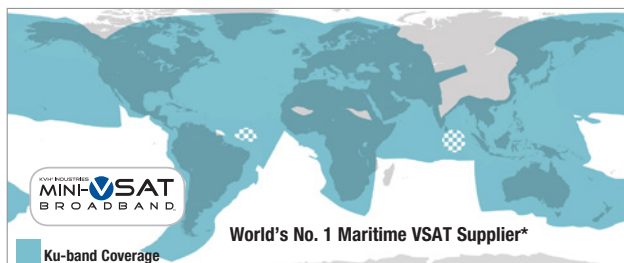 KVH INDUSTRIES
MINI-VSAT
BROADBAND
World's No. 1 Maritime VSAT Supplier*
Ku-band Coverage